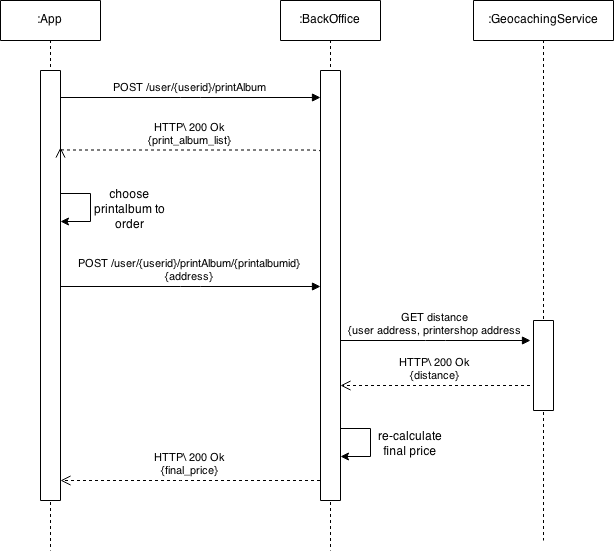 :App
:BackOffice
:GeocachingService
POST /user/{userid}/printAlbum
HTTP\ 200 Ok
{print_album_list}
choose
printalbum to
order
POST /user/{userid}/printAlbum/{printalbumid}
{address}
GET distance
{user address, printershop address
HTTP\ 200 Ok
{distance}
re-calculate
final price
HTTP\ 200 Ok
{final_price}